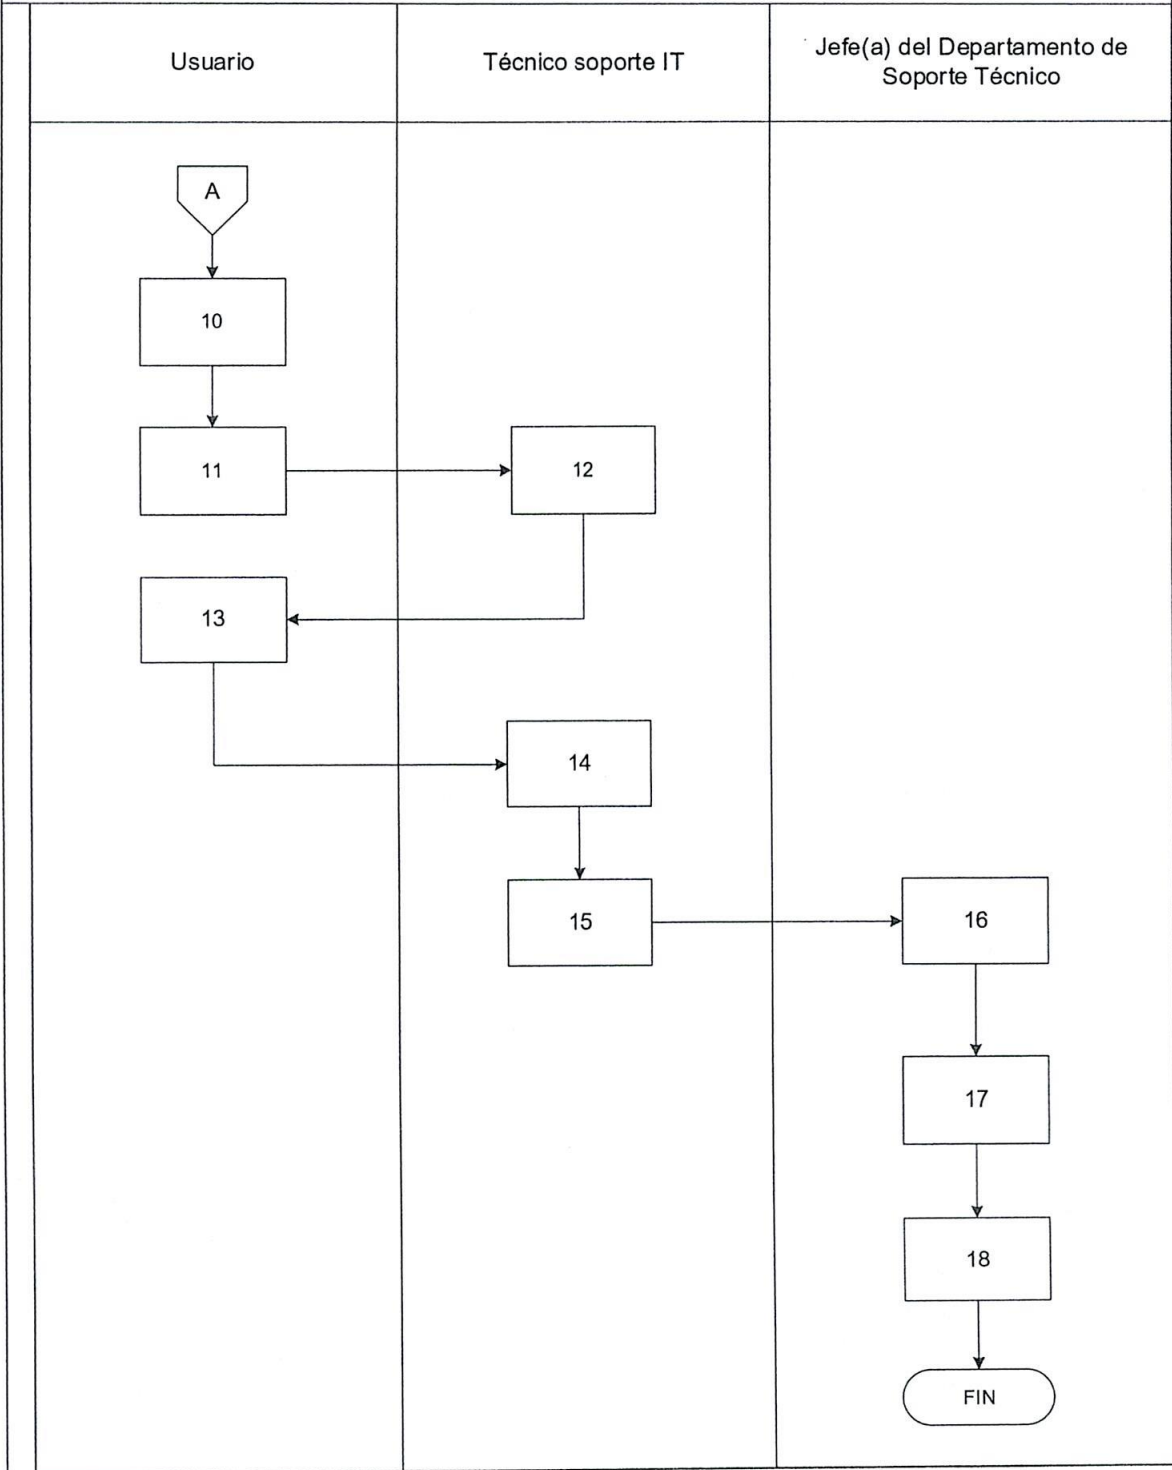 Usuario
Técnico soporte IT
Jefe(a) del Departamento de
Soporte Técnico
A
10
11
12
13
14
15
16
17
18
FIN